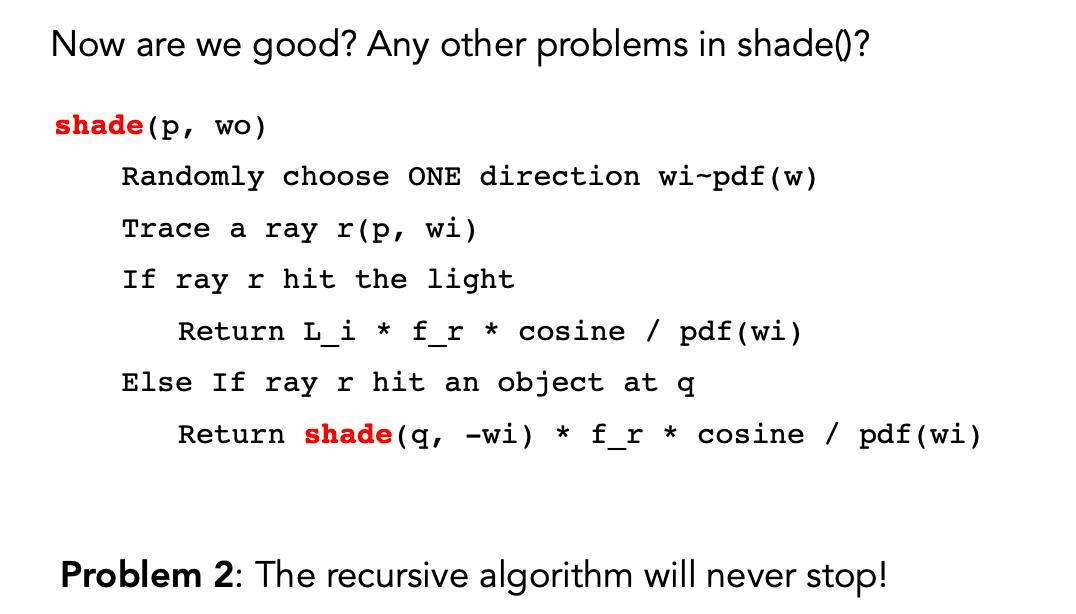 Now are we good? Any other problems in shade()?
shade(p, wo)
Randomly choose ONE direction wi~pdf(w)
Trace a ray r(p, wi)
If ray r hit the light
Return L_i * f_r * cosine / pdf(wi)
Else If ray r hit an object at q
Return shade(q, -wi) * f_r * cosine / pdf(wi)
Problem 2: The recursive algorithm will never stop!